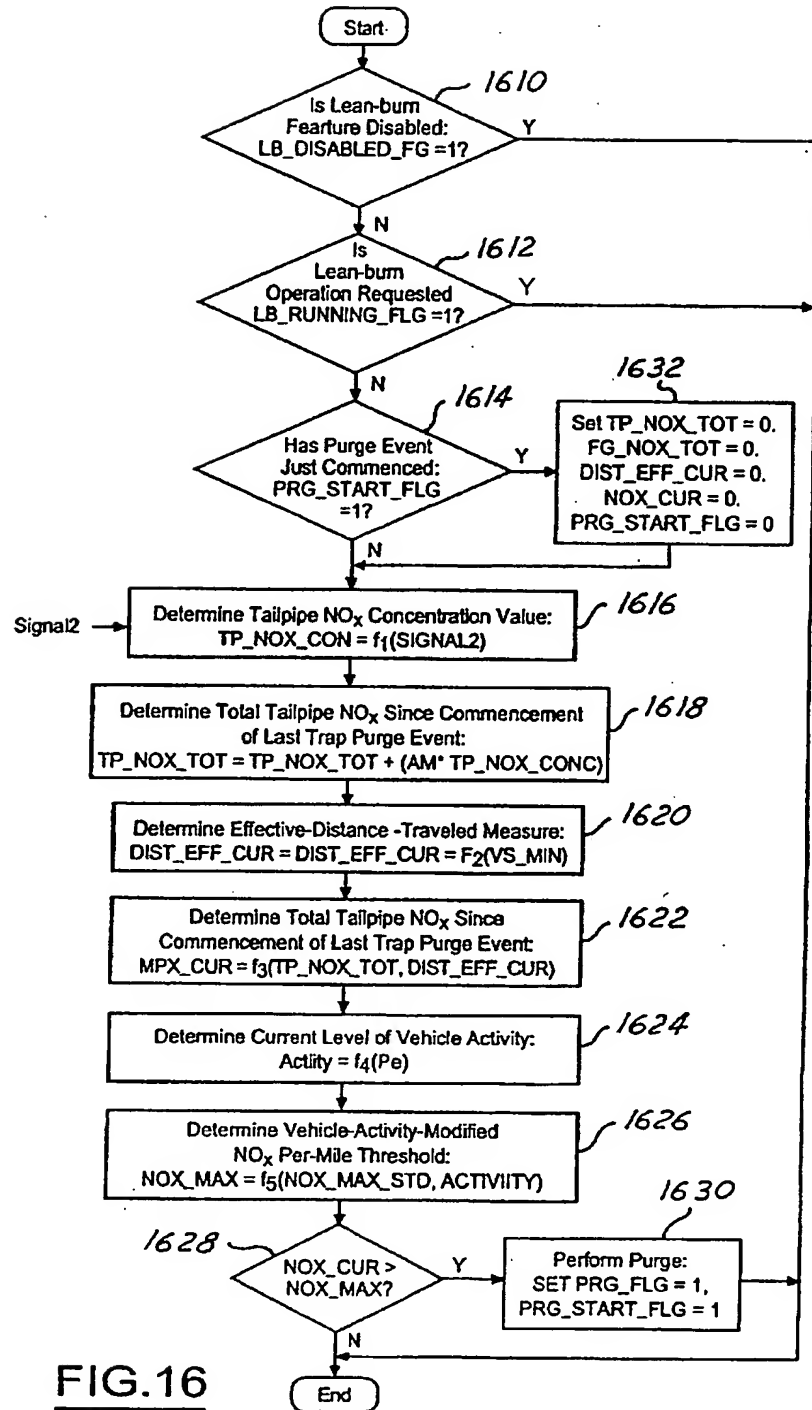 Start
1610
Is Lean-burn
Fearture Disabled:
LB_DISABLED_FG =1?
Y
N
1612
Is
Lean-burn
Operation Requested
LB_RUNNING_FLG =1?
Y
N
1614
Has Purge Event
Just Commenced:
PRG_START_FLG
=1?
Y
N
1632
Set TP_NOX_TOT = 0.
FG_NOX_TOT = 0.
DIST_EFF_CUR = 0.
NOX_CUR = 0.
PRG_START_FLG = 0
Signal2
Determine Tailpipe NOx Concentration Value:
TP_NOX_CON = f1(SIGNAL2)
1616
Determine Total Tailpipe NOx Since Commencement
of Last Trap Purge Event:
TP_NOX_TOT = TP_NOX_TOT + (AM* TP_NOX_CONC)
1618
Determine Effective-Distance -Traveled Measure:
DIST_EFF_CUR = DIST_EFF_CUR = F2(VS_MIN)
1620
Determine Total Tailpipe NOx Since
Commencement of Last Trap Purge Event:
MPX_CUR = f3(TP_NOX_TOT, DIST_EFF_CUR)
1622
Determine Current Level of Vehicle Activity:
Actiity = f4(Pe)
1624
Determine Vehicle-Activity-Modified
NOx Per-Mile Threshold:
NOX_MAX = f5(NOX_MAX_STD, ACTIVIITY)
1626
1628
NOX_CUR >
NOX_MAX?
Y
N
1630
Perform Purge:
SET PRG_FLG = 1,
PRG_START_FLG = 1
End
FIG.16